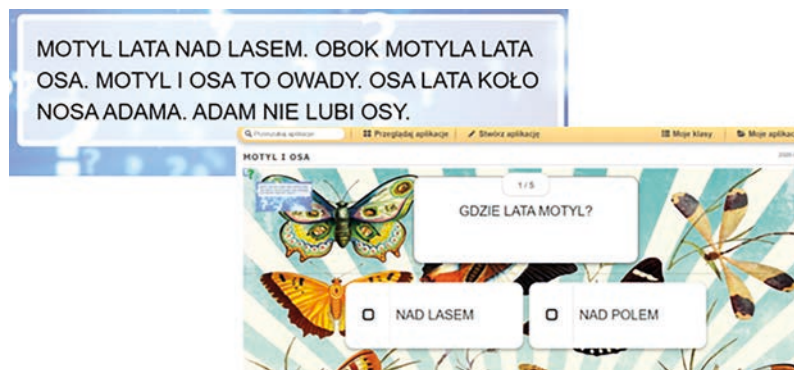 MOTYL LATA NAD LASEM. OBOK MOTYLA LATA
OSA. MOTYL I OSA TO OWADY. OSA LATA KOŁO
NOSA ADAMA. ADAM NIE LUBI OSY.
Przeszukaj aplikacje
Przeglądaj aplikacje
Stwórz aplikację
Moje klasy
Moje aplikac
MOTYL I OSA
1/5
GDZIE LATA MOTYL?
NAD LASEM
NAD POLEM